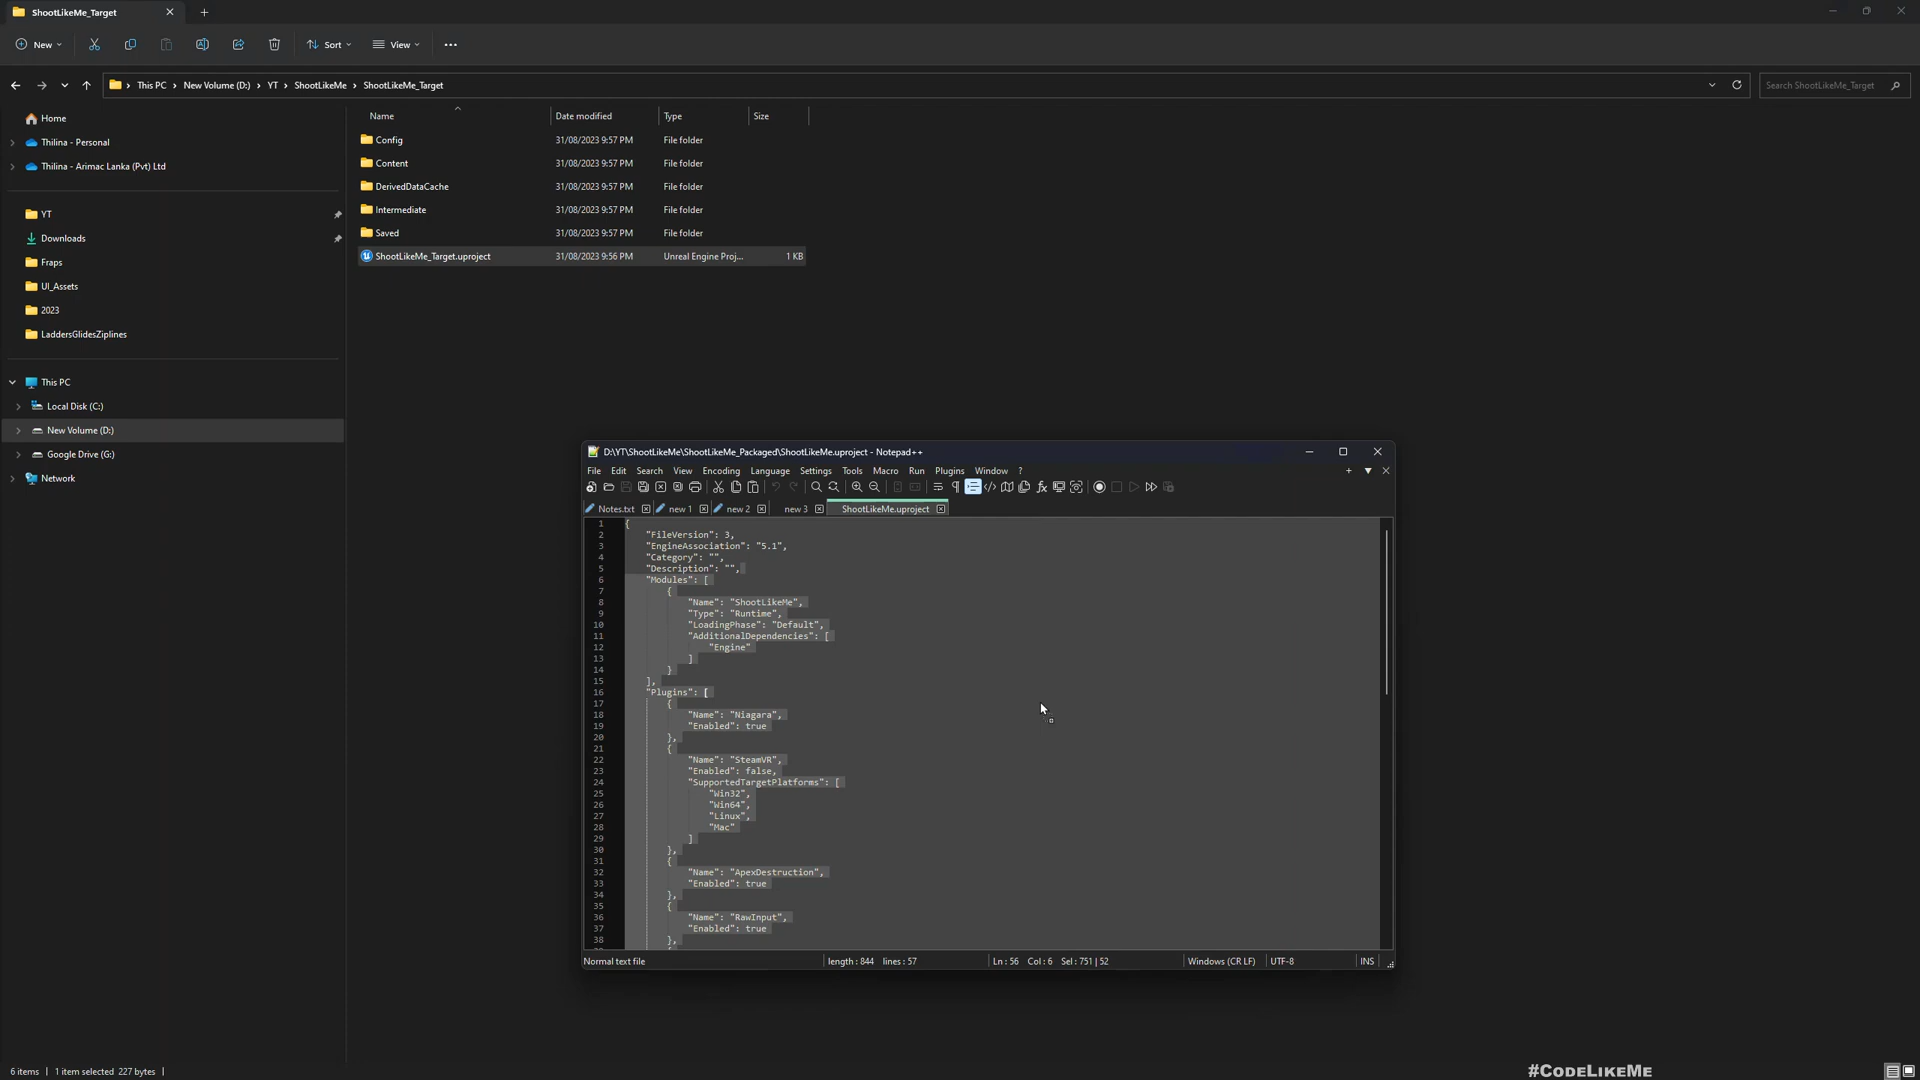 ShootLikeMe_Target
New
Sort
View
This PC > New Volume (D:) > YT > ShootLikeMe > ShootLikeMe_Target
Search ShootLikeMe_Target
Home
Thilina - Personal
Thilina - Arimac Lanka (Pvt) Ltd
YT
Downloads
Fraps
UI_Assets
2023
LaddersGlidesZiplines
This PC
Local Disk (C:)
New Volume (D:)
Google Drive (G:)
Network
Name Date modified Type Size
Config 31/08/2023 9:57 PM File folder
Content 31/08/2023 9:57 PM File folder
DerivedDataCache 31/08/2023 9:57 PM File folder
Intermediate 31/08/2023 9:57 PM File folder
Saved 31/08/2023 9:57 PM File folder
ShootLikeMe_Target.uproject 31/08/2023 9:56 PM Unreal Engine Proj... 1 KB
D:\YT\ShootLikeMe\ShootLikeMe_Packaged\ShootLikeMe.uproject - Notepad++
File Edit Search View Encoding Language Settings Tools Macro Run Plugins Window ?
Notes.txt new 1 new 2 new 3 ShootLikeMe.uproject
1 {
2 "FileVersion": 3,
3 "EngineAssociation": "5.1",
4 "Category": "",
5 "Description": "",
6 "Modules": [
7 {
8 "Name": "ShootLikeMe",
9 "Type": "Runtime",
10 "LoadingPhase": "Default",
11 "AdditionalDependencies": [
12 "Engine"
13 ]
14 }
15 ],
16 "Plugins": [
17 {
18 "Name": "Niagara",
19 "Enabled": true
20 },
21 {
22 "Name": "SteamVR",
23 "Enabled": false,
24 "SupportedTargetPlatforms": [
25 "Win32",
26 "Win64",
27 "Linux",
28 "Mac"
29 ]
30 },
31 {
32 "Name": "ApexDestruction",
33 "Enabled": true
34 },
35 {
36 "Name": "RawInput",
37 "Enabled": true
38 },
Normal text file length : 844 lines : 57 Ln : 56 Col : 6 Sel : 751 | 52 Windows (CR LF) UTF-8 INS
6 items 1 item selected 227 bytes
#CODELIKEME